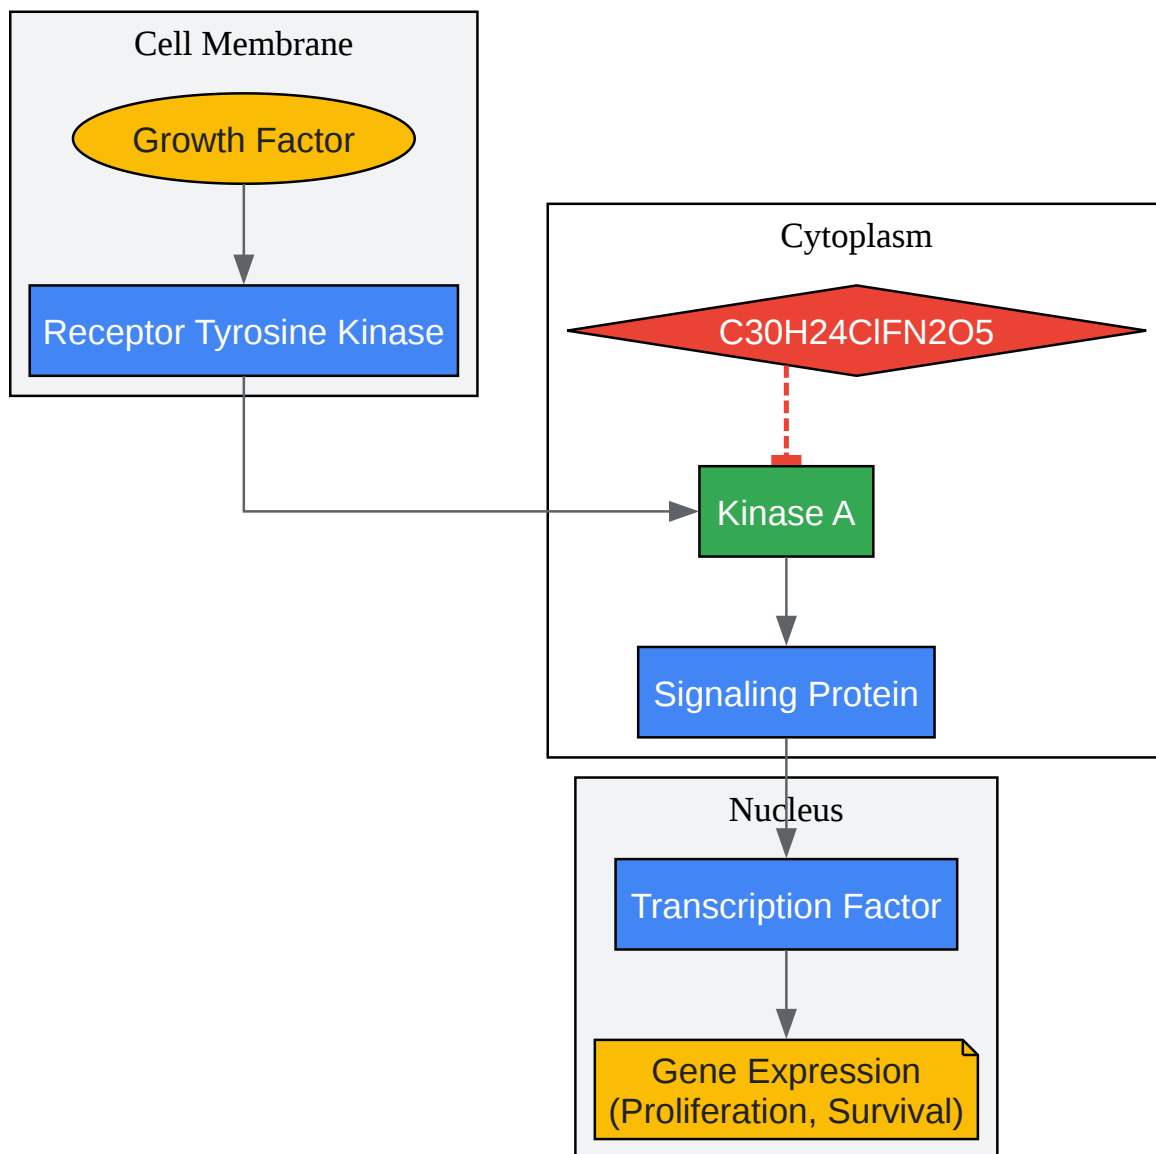 Cell Membrane
Growth Factor
Receptor Tyrosine Kinase
Cytoplasm
C30H24ClFN2O5
Kinase A
Signaling Protein
Nucleus
Transcription Factor
Gene Expression
(Proliferation, Survival)